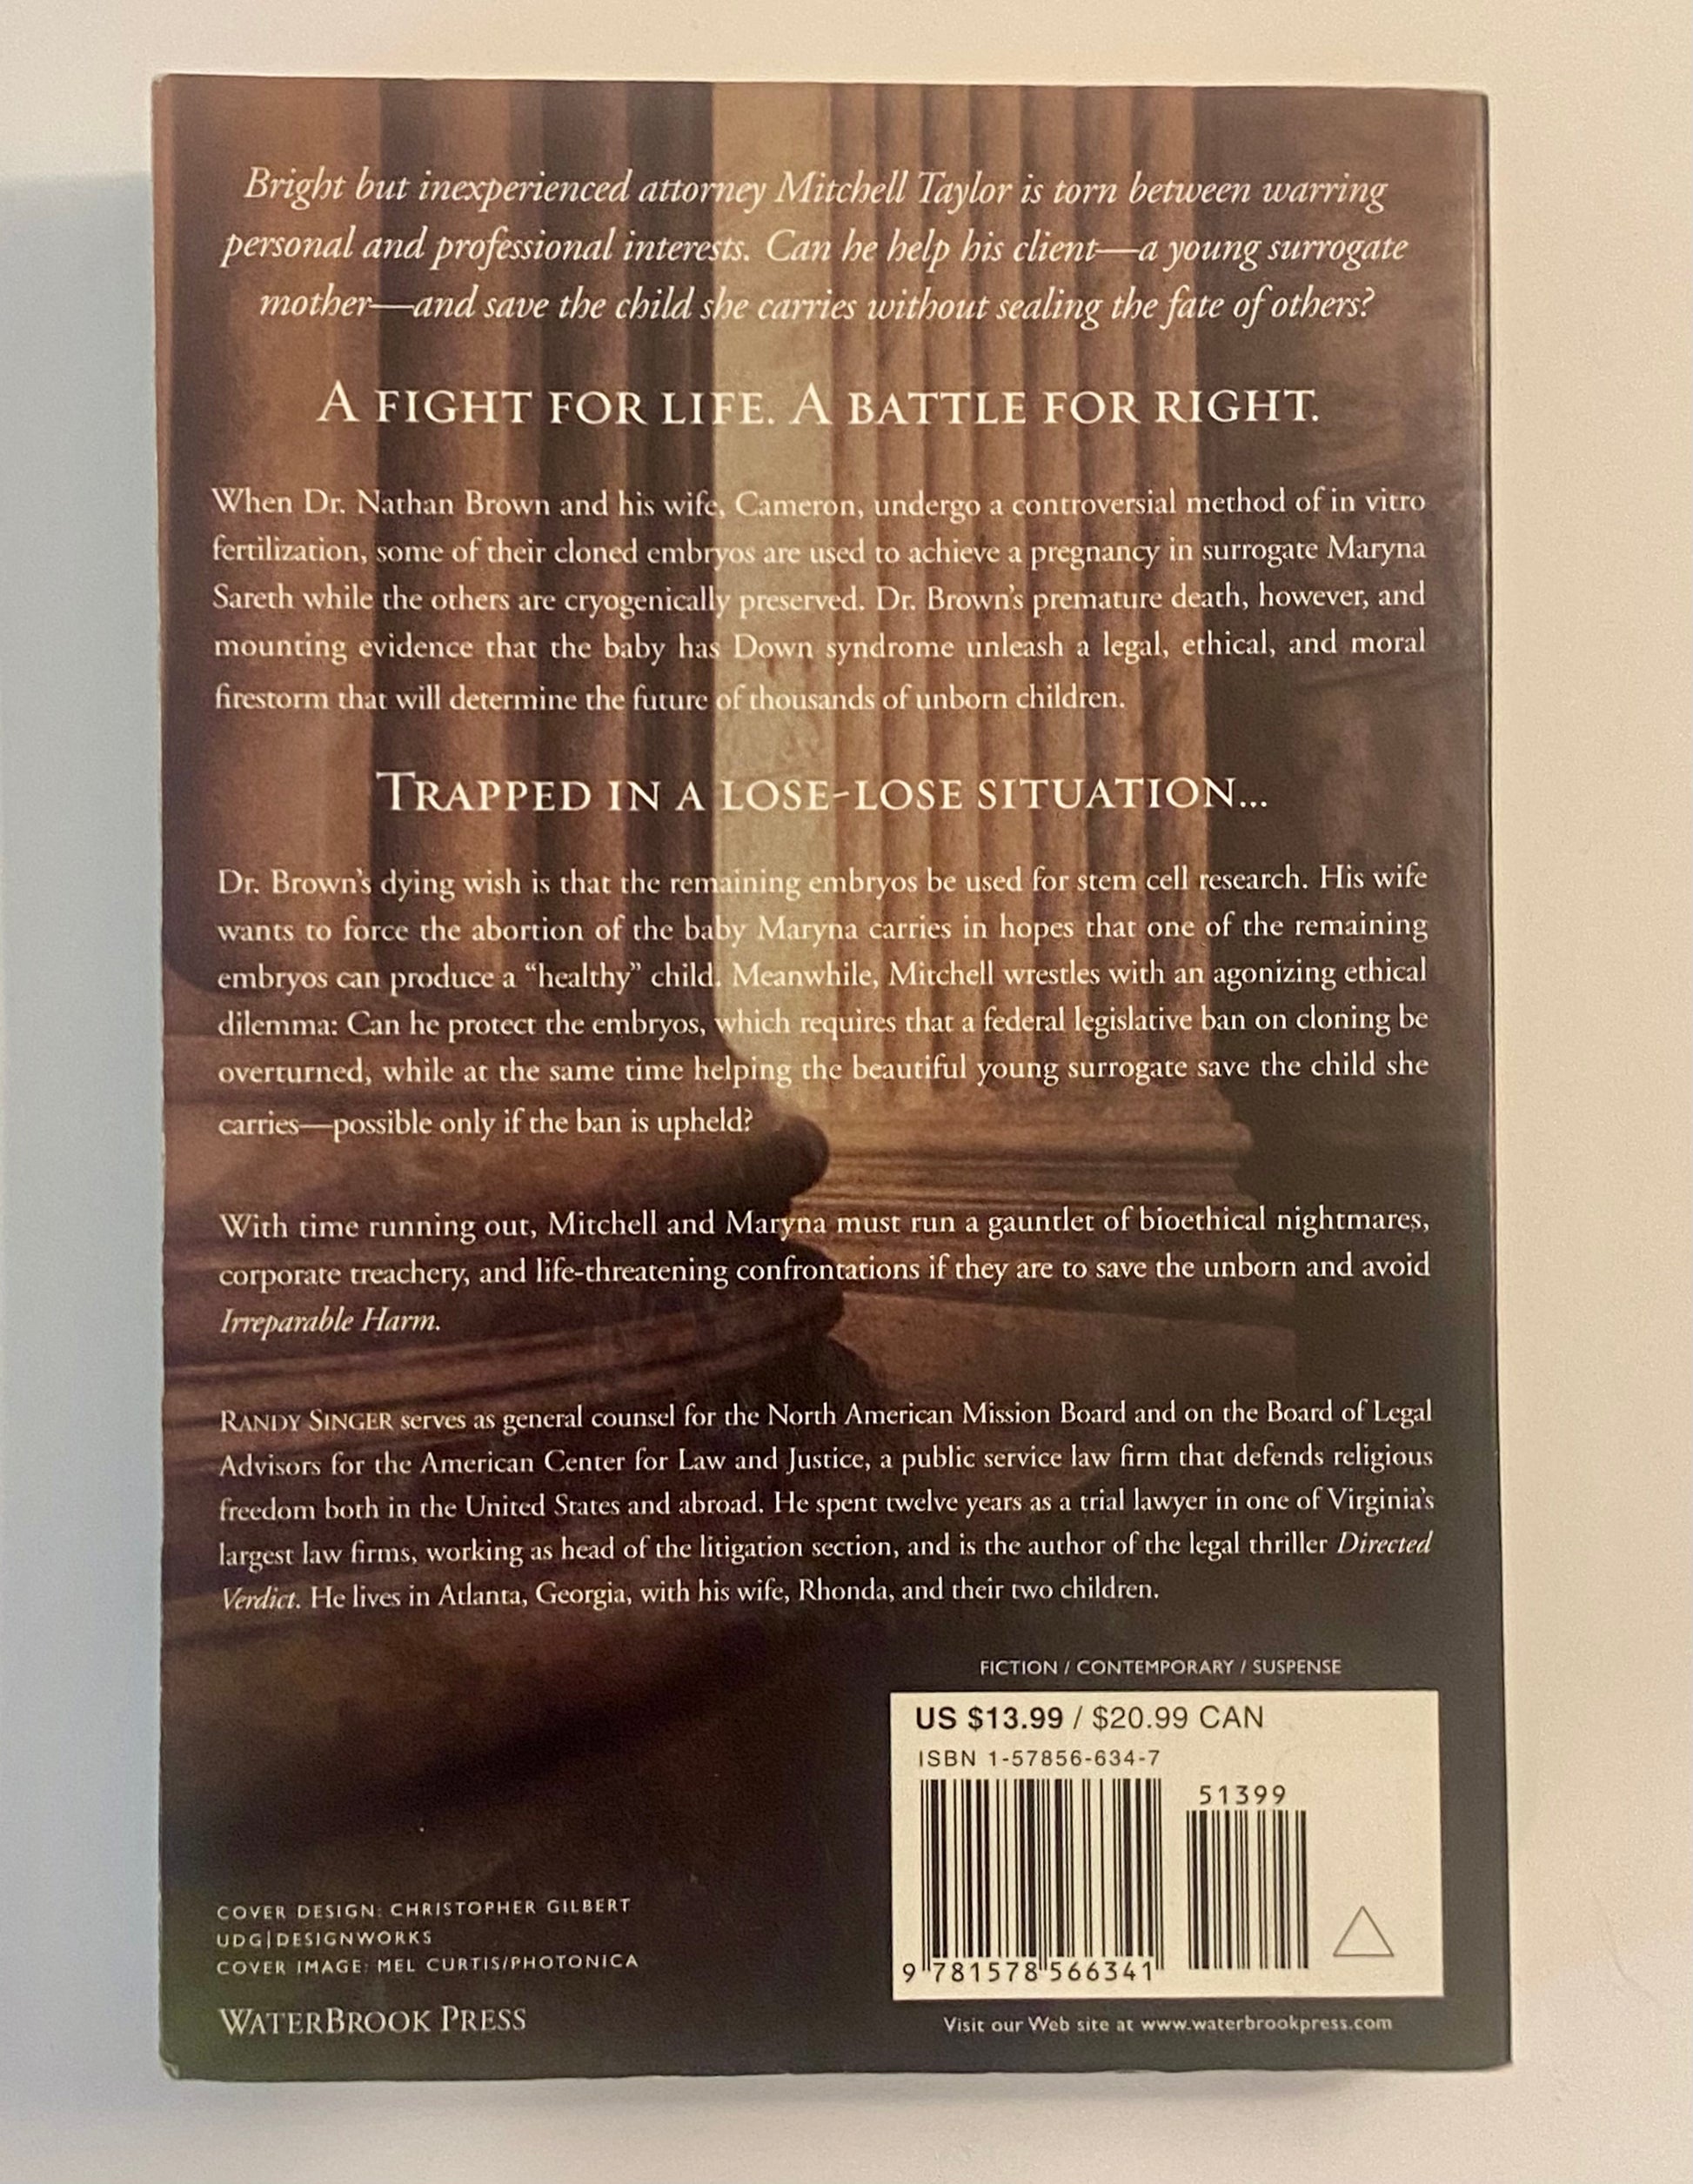 Bright but inexperienced attorney Mitchell Taylor is torn between warring
personal and professional interests. Can he help his client—a young surrogate
mother—and save the child she carries without sealing the fate of others?
A FIGHT FOR LIFE. A BATTLE FOR RIGHT.
When Dr. Nathan Brown and his wife, Cameron, undergo a controversial method of in vitro
fertilization, some of their cloned embryos are used to achieve a pregnancy in surrogate Maryna
Sareth while the others are cryogenically preserved. Dr. Brown's premature death, however, and
mounting evidence that the baby has Down syndrome unleash a legal, ethical, and moral
firestorm that will determine the future of thousands of unborn children.
TRAPPED IN A LOSE-LOSE SITUATION...
Dr. Brown's dying wish is that the remaining embryos be used for stem cell research. His wife
wants to force the abortion of the baby Maryna carries in hopes that one of the remaining
embryos can produce a “healthy” child. Meanwhile, Mitchell wrestles with an agonizing ethical
dilemma: Can he protect the embryos, which requires that a federal legislative ban on cloning be
overturned, while at the same time helping the beautiful young surrogate save the child she
carries—possible only if the ban is upheld?
With time running out, Mitchell and Maryna must run a gauntlet of bioethical nightmares,
corporate treachery, and life-threatening confrontations if they are to save the unborn and avoid
Irreparable Harm.
RANDY SINGER serves as general counsel for the North American Mission Board and on the Board of Legal
Advisors for the American Center for Law and Justice, a public service law firm that defends religious
freedom both in the United States and abroad. He spent twelve years as a trial lawyer in one of Virginia's
largest law firms, working as head of the litigation section, and is the author of the legal thriller Directed
Verdict. He lives in Atlanta, Georgia, with his wife, Rhonda, and their two children.
FICTION / CONTEMPORARY / SUSPENSE
US $13.99 / $20.99 CAN
ISBN 1-57856-634-7
51399
9 781578 566341
COVER DESIGN: CHRISTOPHER GILBERT
UDG|DESIGNWORKS
COVER IMAGE: MEL CURTIS/PHOTONICA
WATERBROOK PRESS
Visit our Web site at www.waterbrookpress.com